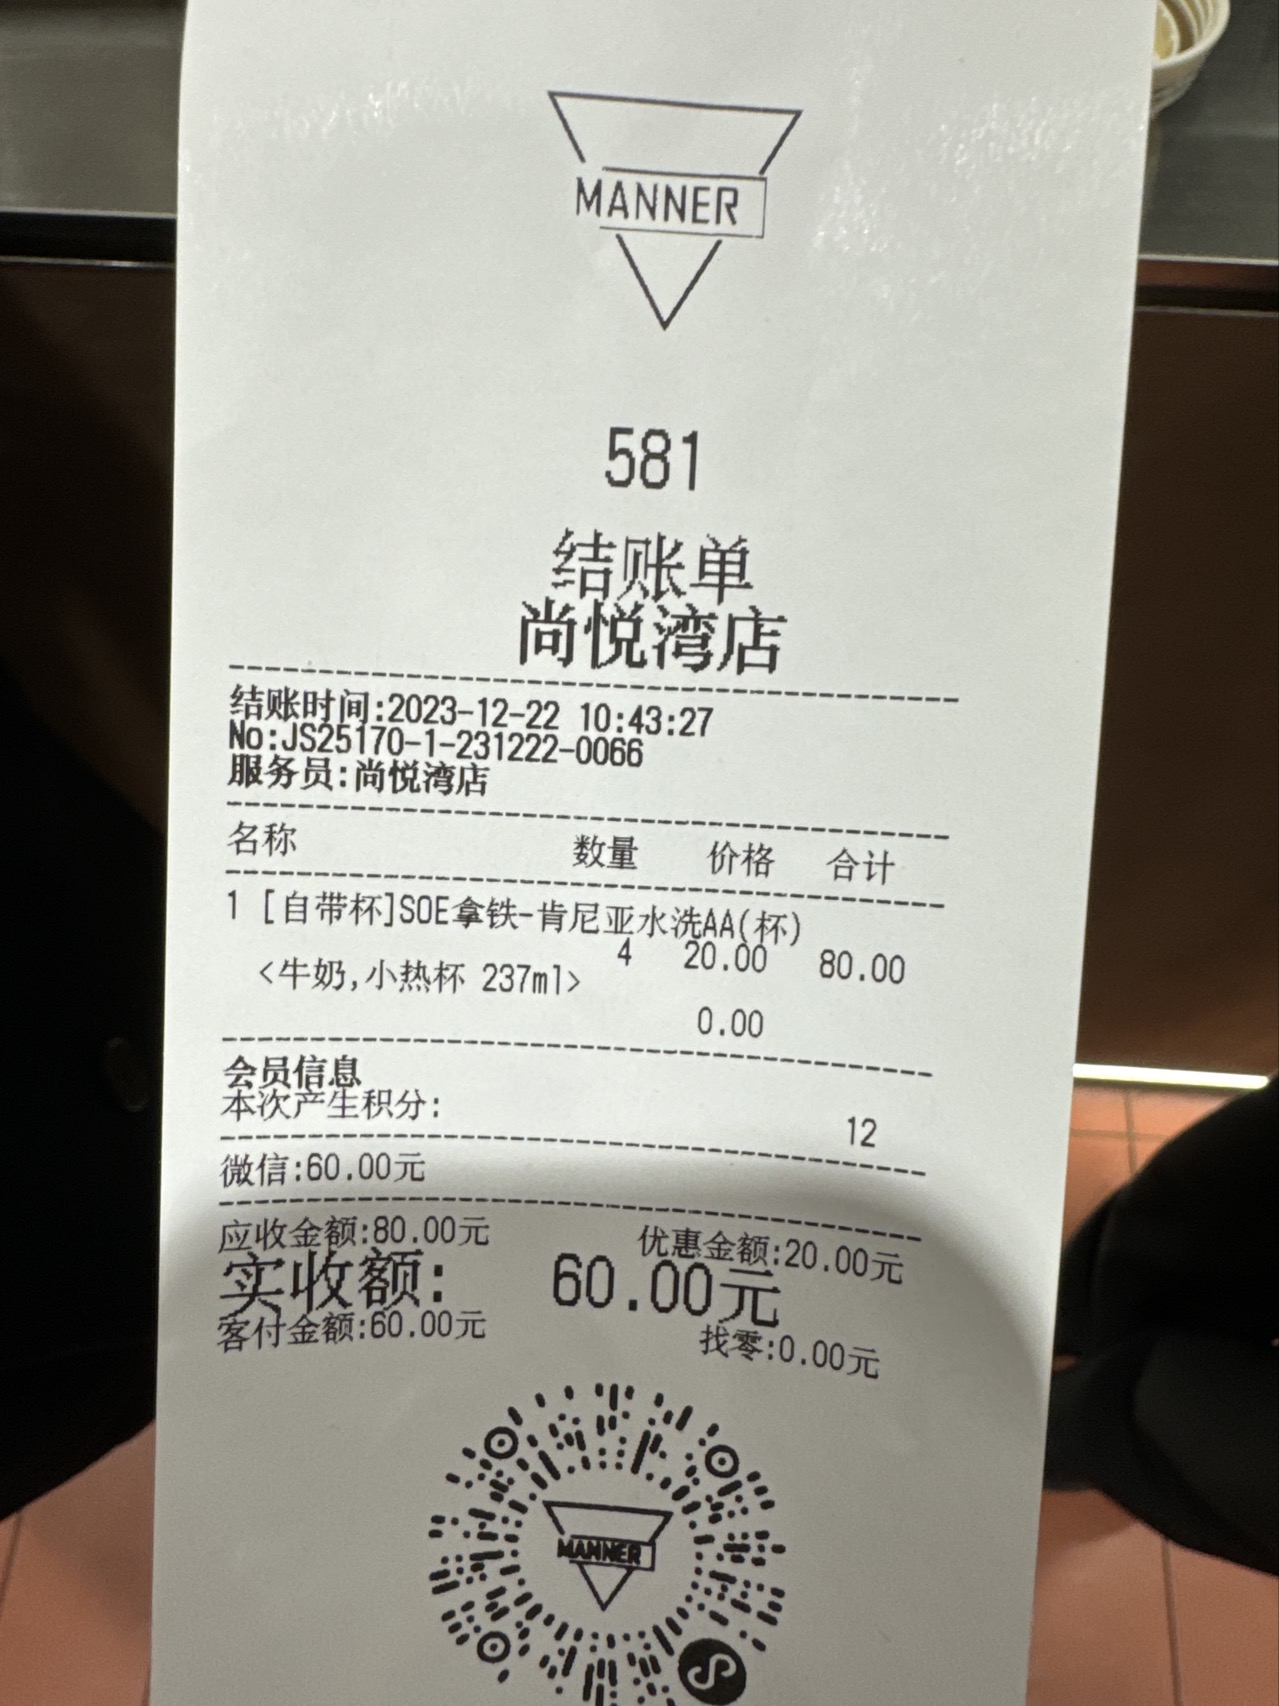 MANNER
581
结账单
尚悦湾店
结账时间:2023-12-22 10:43:27
No:JS25170-1-231222-0066
服务员:尚悦湾店
名称 数量 价格 合计
1 [自带杯]SOE拿铁-肯尼亚水洗AA(杯)
4 20.00 80.00
<牛奶,小热杯 237ml>
0.00
会员信息
本次产生积分: 12
微信:60.00元
应收金额:80.00元 优惠金额:20.00元
实收额: 60.00元
客付金额:60.00元 找零:0.00元
MANNER